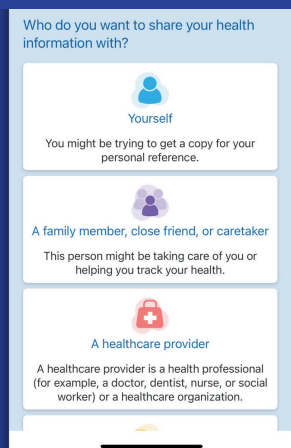 Who do you want to share your health
information with?
Yourself
You might be trying to get a copy for your
personal reference.
A family member, close friend, or caretaker
This person might be taking care of you or
helping you track your health.
A healthcare provider
A healthcare provider is a health professional
(for example, a doctor, dentist, nurse, or social
worker) or a healthcare organization.